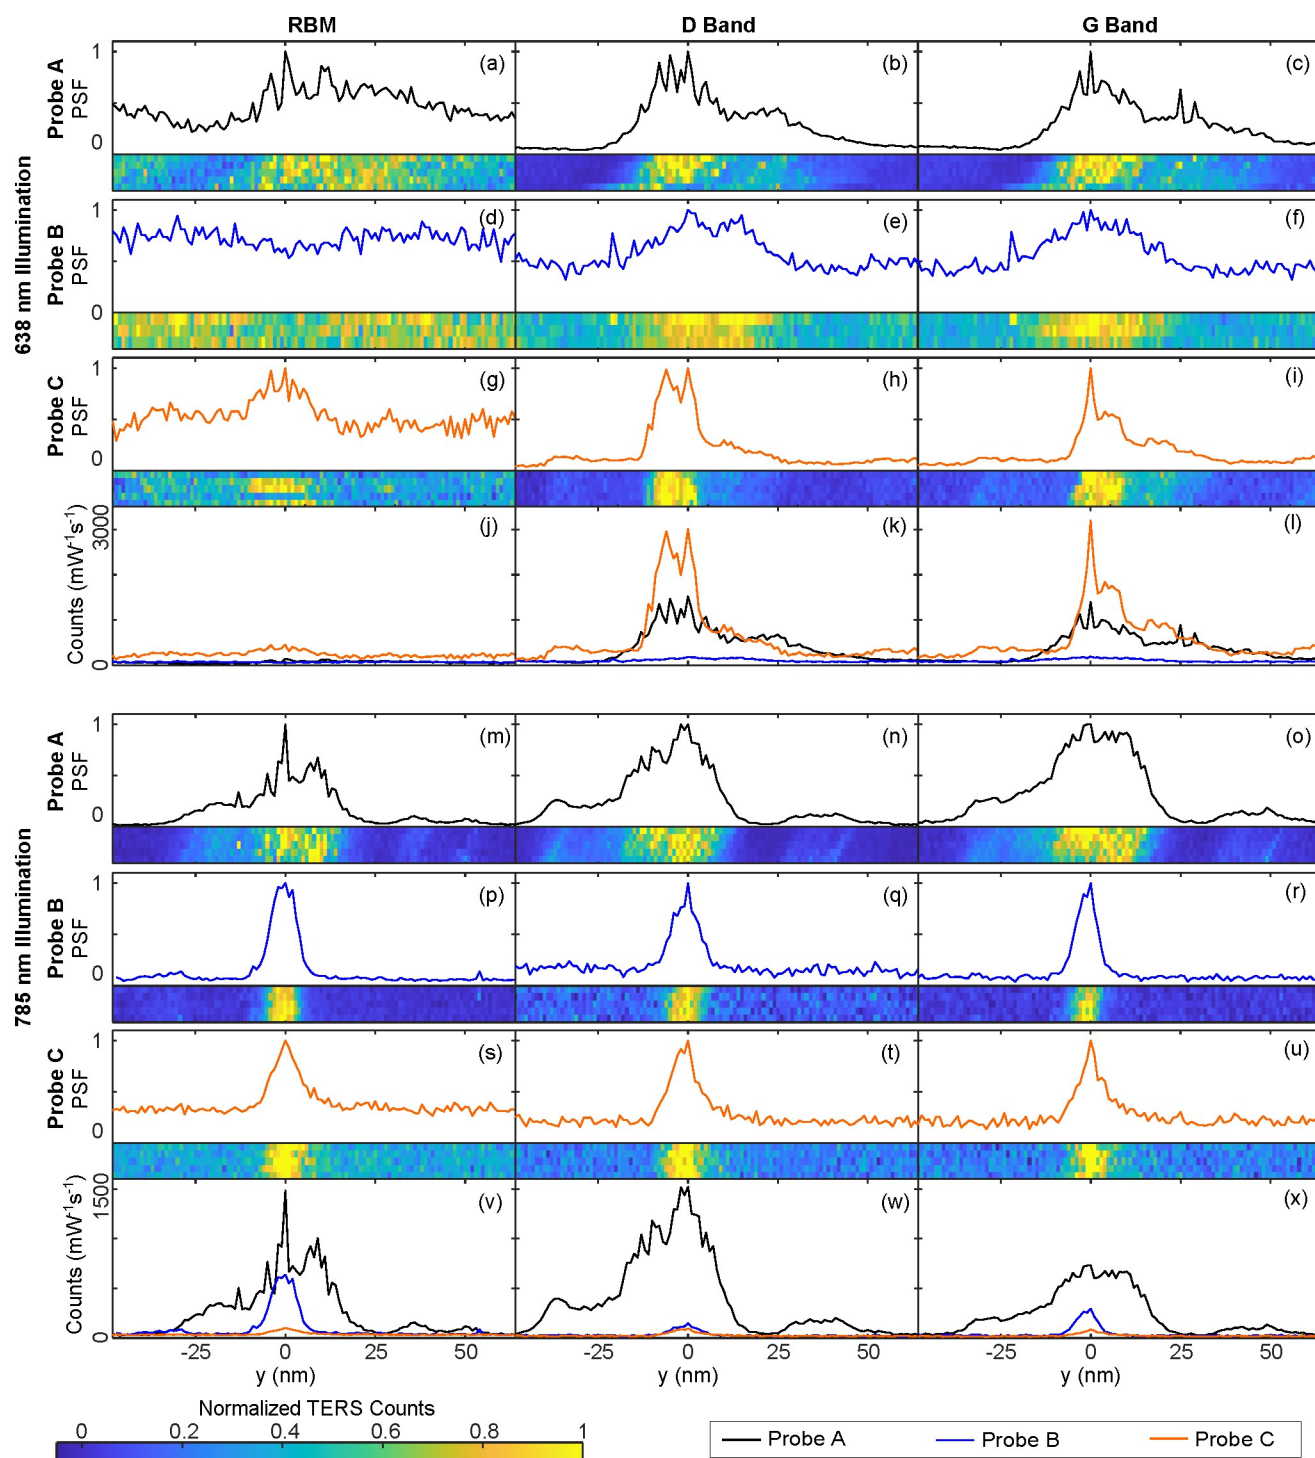 RBM D Band G Band
638 nm Illumination
Probe A
PSF
1
0
(a) (b) (c)
Probe B
PSF
1
0
(d) (e) (f)
Probe C
PSF
1
0
(g) (h) (i)
Counts (mW⁻¹s⁻¹)
3000
0
(j) (k) (l)
785 nm Illumination
Probe A
PSF
1
0
(m) (n) (o)
Probe B
PSF
1
0
(p) (q) (r)
Probe C
PSF
1
0
(s) (t) (u)
Counts (mW⁻¹s⁻¹)
1500
0
(v) (w) (x)
-25 0 25 50 -25 0 25 50 -25 0 25 50
y (nm) y (nm) y (nm)
Normalized TERS Counts
0 0.2 0.4 0.6 0.8 1
Probe A Probe B Probe C